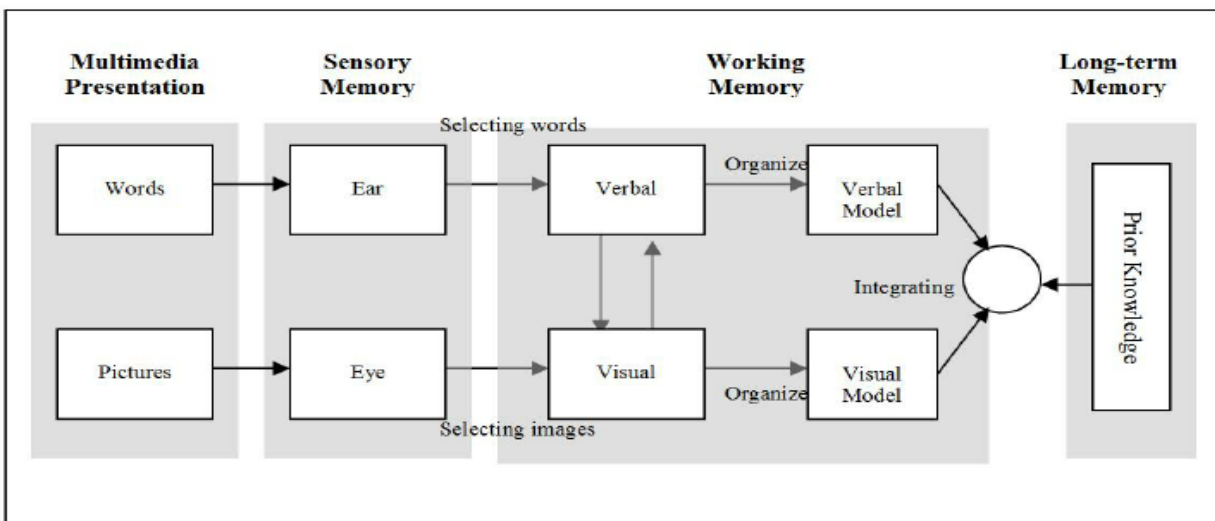 Multimedia
Presentation
Sensory
Memory
Working
Memory
Long-term
Memory
Selecting words
Words
Ear
Verbal
Organize
Verbal
Model
Integrating
Prior Knowledge
Pictures
Eye
Visual
Organize
Visual
Model
Selecting images